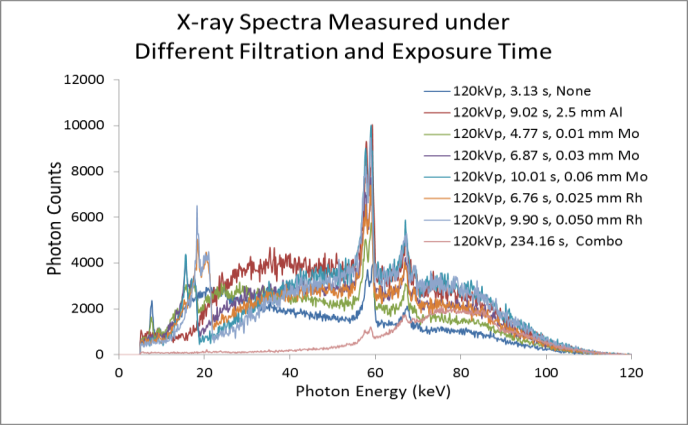 X-ray Spectra Measured under
Different Filtration and Exposure Time
12000
10000
8000
6000
4000
2000
0
Photon Counts
120kVp, 3.13 s, None
120kVp, 9.02 s, 2.5 mm Al
120kVp, 4.77 s, 0.01 mm Mo
120kVp, 6.87 s, 0.03 mm Mo
120kVp, 10.01 s, 0.06 mm Mo
120kVp, 6.76 s, 0.025 mm Rh
120kVp, 9.90 s, 0.050 mm Rh
120kVp, 234.16 s, Combo
0 20 40 60 80 100 120
Photon Energy (keV)